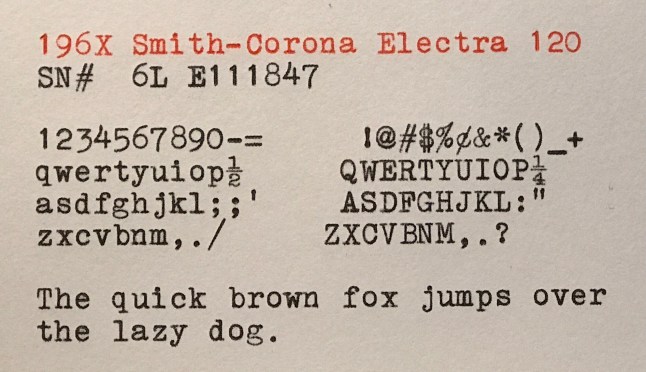 196X Smith-Corona Electra 120
SN# 6L E111847
1234567890-= !@#$%¢&*()_+
qwertyuiop½ QWERTYUIOP¼
asdfghjkl;;' ASDFGHJKL:"
zxcvbnm,./ ZXCVBNM,.?
The quick brown fox jumps over
the lazy dog.